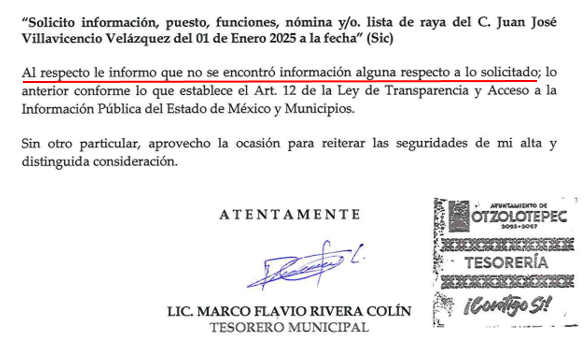 “Solicito información, puesto, funciones, nómina y/o. lista de raya del C. Juan José
Villavicencio Velázquez del 01 de Enero 2025 a la fecha” (Sic)
Al respecto le informo que no se encontró información alguna respecto a lo solicitado; lo
anterior conforme lo que establece el Art. 12 de la Ley de Transparencia y Acceso a la
Información Pública del Estado de México y Municipios.
Sin otro particular, aprovecho la ocasión para reiterar las seguridades de mi alta y
distinguida consideración.
ATENTAMENTE
LIC. MARCO FLAVIO RIVERA COLÍN
TESORERO MUNICIPAL
AYUNTAMIENTO DE
OTZOLOTEPEC
2025-2027
TESORERÍA
¡Contigo Sí!